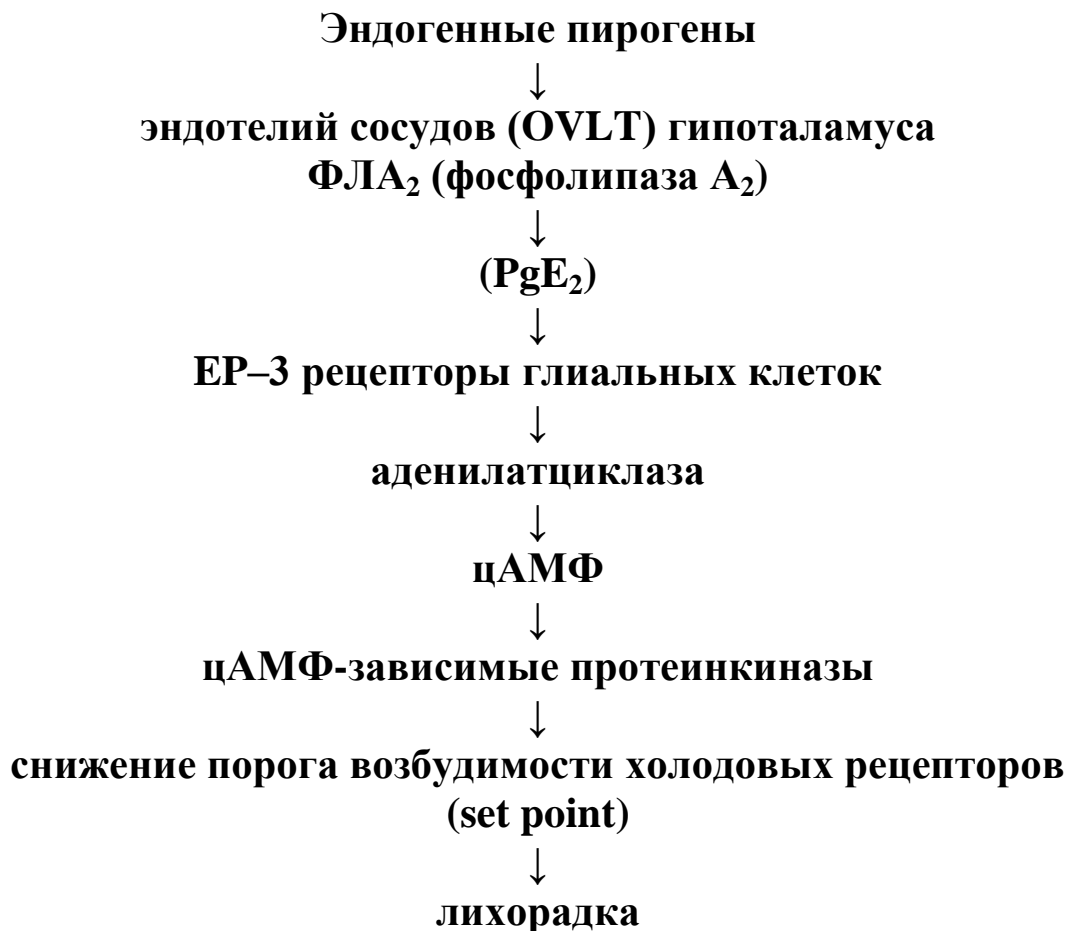 Эндогенные пирогены
↓
эндотелий сосудов (OVLT) гипоталамуса
ФЛА₂ (фосфолипаза А₂)
↓
(PgE₂)
↓
ЕР–3 рецепторы глиальных клеток
↓
аденилатциклаза
↓
цАМФ
↓
цАМФ-зависимые протеинкиназы
↓
снижение порога возбудимости холодовых рецепторов
(set point)
↓
лихорадка